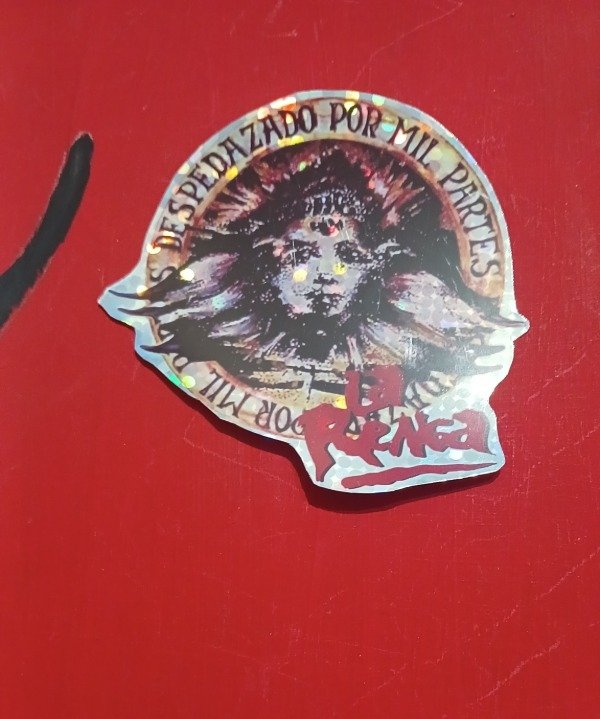 DESPEDAZADO POR MIL PARTES
POR MIL
La
Renga